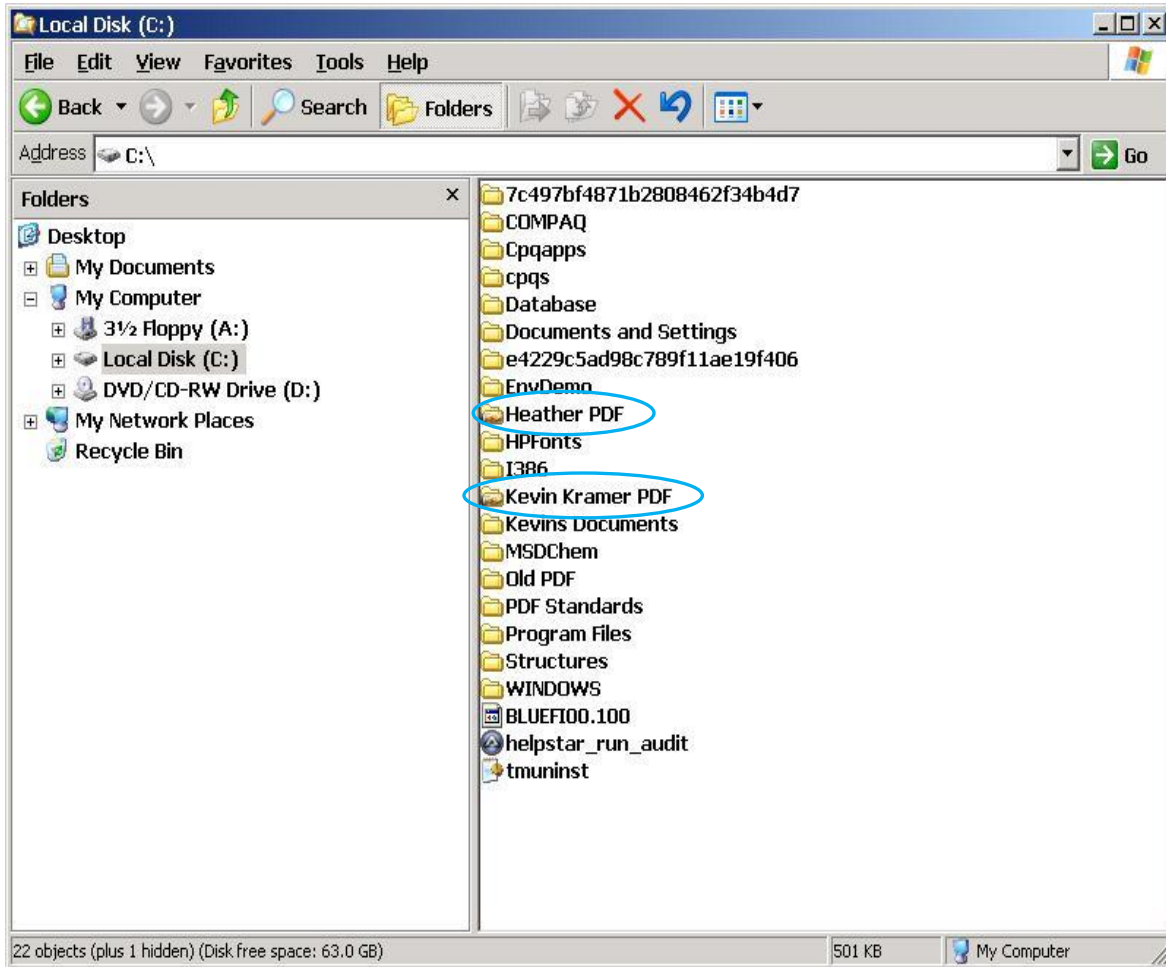 Local Disk (C:)
File Edit View Favorites Tools Help
Back Search Folders
Address C:\ Go
Folders
Desktop
My Documents
My Computer
3½ Floppy (A:)
Local Disk (C:)
DVD/CD-RW Drive (D:)
My Network Places
Recycle Bin
7c497bf4871b2808462f34b4d7
COMPAQ
Cpqapps
cpqs
Database
Documents and Settings
e4229c5ad98c789f11ae19f406
EnvDemo
Heather PDF
HPFonts
I386
Kevin Kramer PDF
Kevins Documents
MSDChem
Old PDF
PDF Standards
Program Files
Structures
WINDOWS
BLUEFI00.100
helpstar_run_audit
tmuninst
22 objects (plus 1 hidden) (Disk free space: 63.0 GB) 501 KB My Computer